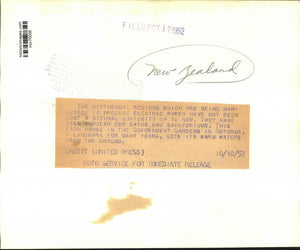 FILED OCT 17 1952
New Zealand
THE GEOTHERMAL REGIONS WHICH ARE BEING HAR-
TO PRODUCE ELECTRIC POWER HAVE NOT BEEN
JUST A NATURAL CURIOSITY UP TO NOW. THEY HAVE
BEEN POPULAR FOR BATHS AND SANATORIUMS. THIS
BATH HOUSE IN THE GOVERNMENT GARDENS IN ROTORUA,
A LANDMARK FOR MANY YEARS, GETS ITS WARM WATERS
FROM THE GROUND.
CREDIT (UNITED PRESS) 10/10/52
ROTO SERVICE FOR IMMEDIATE RELEASE